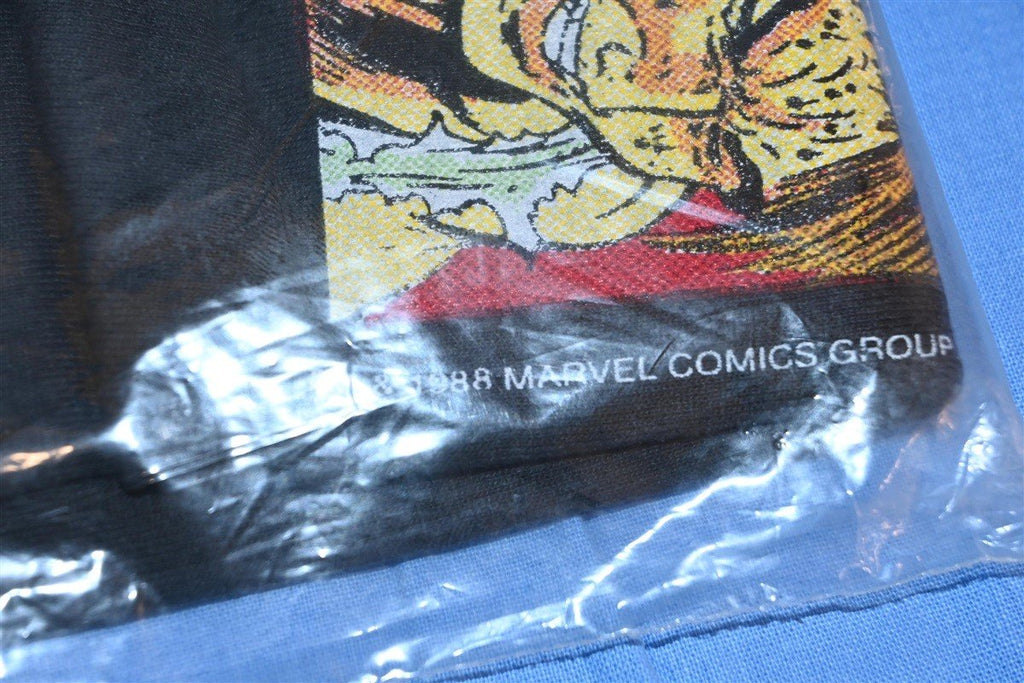 & 1988 MARVEL COMICS GROUP